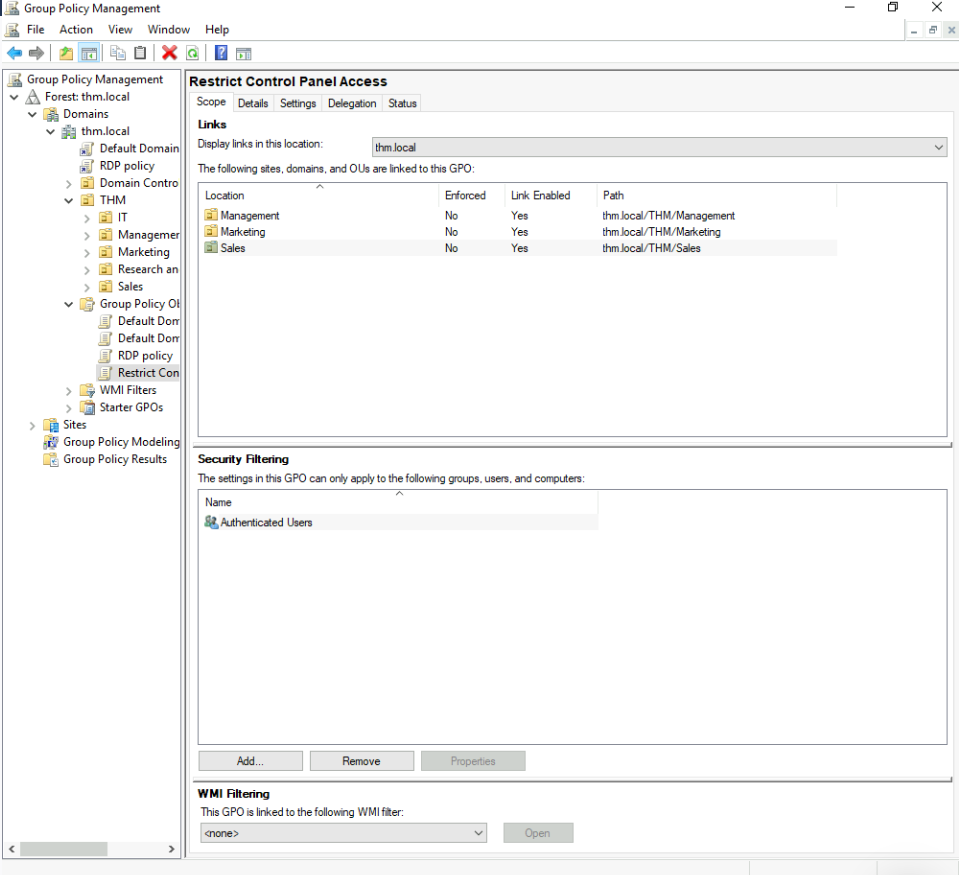 Group Policy Management
File Action View Window Help
Group Policy Management
Forest: thm.local
Domains
thm.local
Default Domain
RDP policy
Domain Contro
THM
IT
Managemer
Marketing
Research an
Sales
Group Policy Ob
Default Dom
Default Dom
RDP policy
Restrict Con
WMI Filters
Starter GPOs
Sites
Group Policy Modeling
Group Policy Results
Restrict Control Panel Access
Scope Details Settings Delegation Status
Links
Display links in this location: thm.local
The following sites, domains, and OUs are linked to this GPO:
Location Enforced Link Enabled Path
Management No Yes thm.local/THM/Management
Marketing No Yes thm.local/THM/Marketing
Sales No Yes thm.local/THM/Sales
Security Filtering
The settings in this GPO can only apply to the following groups, users, and computers:
Name
Authenticated Users
Add... Remove Properties
WMI Filtering
This GPO is linked to the following WMI filter:
<none> Open